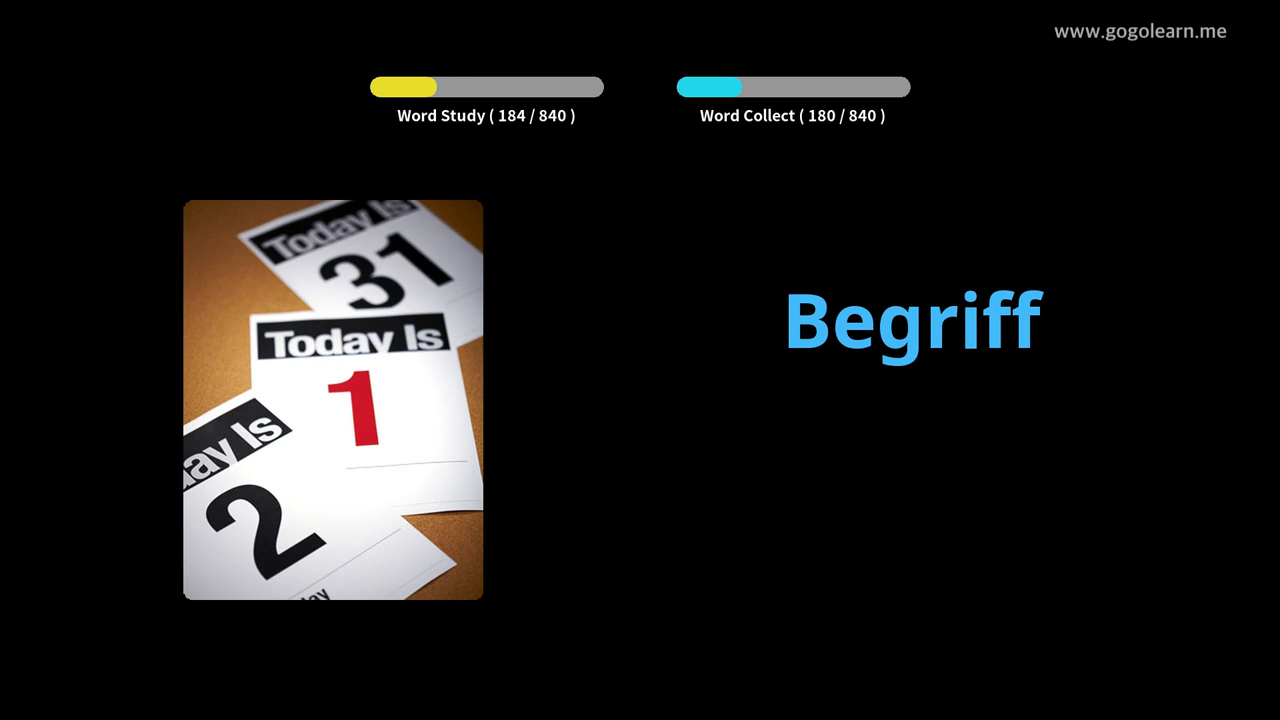 www.gogolearn.me
Word Study ( 184 / 840 )
Word Collect ( 180 / 840 )
Today Is
31
Today Is
1
ay Is
2
Begriff